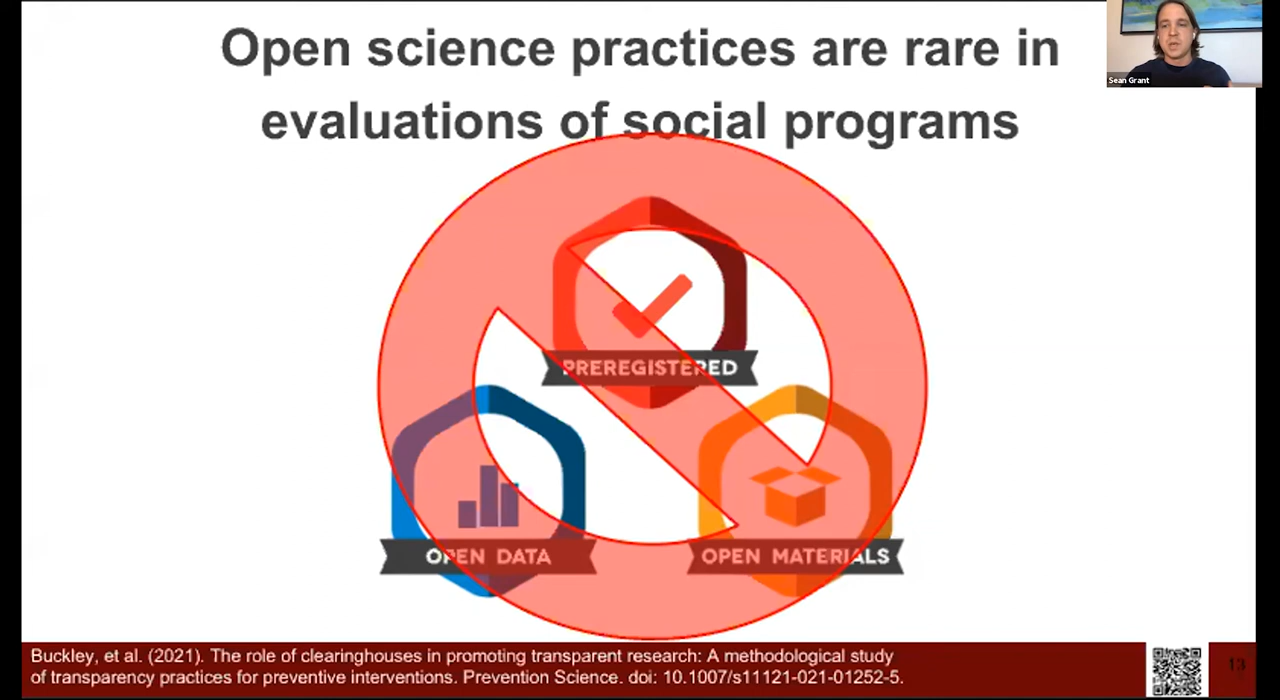 Open science practices are rare in
evaluations of social programs
Sean Grant
PREREGISTERED
OPEN DATA
OPEN MATERIALS
Buckley, et al. (2021). The role of clearinghouses in promoting transparent research: A methodological study
of transparency practices for preventive interventions. Prevention Science. doi: 10.1007/s11121-021-01252-5.
13